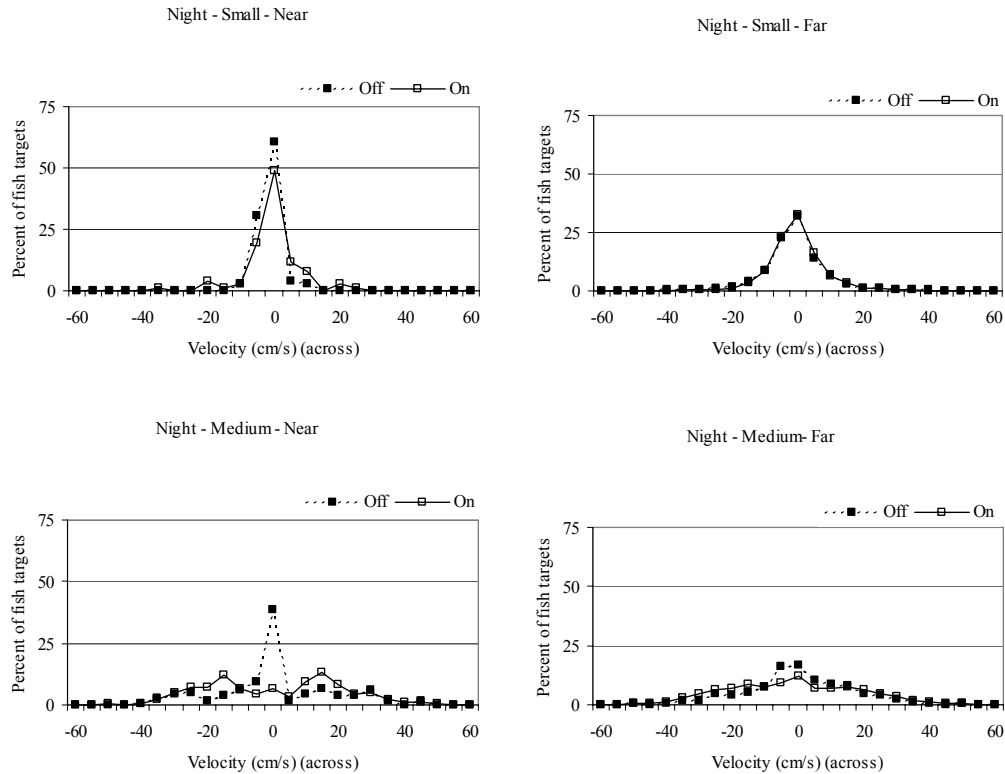 Night - Small - Near
Off On
75
50
25
0
-60 -40 -20 0 20 40 60
Percent of fish targets
Velocity (cm/s) (across)
Night - Small - Far
Off On
75
50
25
0
-60 -40 -20 0 20 40 60
Percent of fish targets
Velocity (cm/s) (across)
Night - Medium - Near
Off On
75
50
25
0
-60 -40 -20 0 20 40 60
Percent of fish targets
Velocity (cm/s) (across)
Night - Medium- Far
Off On
75
50
25
0
-60 -40 -20 0 20 40 60
Percent of fish targets
Velocity (cm/s) (across)